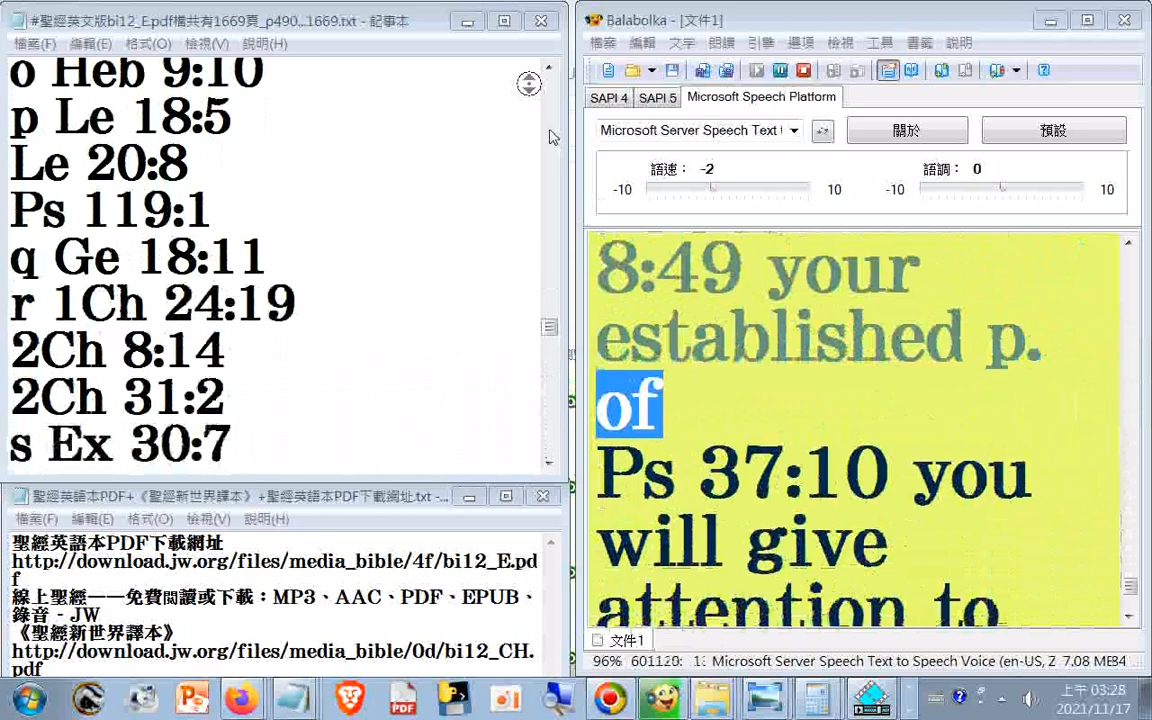 #聖經英文版bi12_E.pdf檔共有1669頁_p490...1669.txt - 記事本
檔案(F) 編輯(E) 格式(O) 檢視(V) 說明(H)
o Heb 9:10
p Le 18:5
Le 20:8
Ps 119:1
q Ge 18:11
r 1Ch 24:19
2Ch 8:14
2Ch 31:2
s Ex 30:7
聖經英語本PDF+《聖經新世界譯本》+聖經英語本PDF下載網址.txt -...
檔案(F) 編輯(E) 格式(O) 檢視(V) 說明(H)
聖經英語本PDF下載網址
http://download.jw.org/files/media_bible/4f/bi12_E.pd
f
線上聖經——免費閱讀或下載：MP3、AAC、PDF、EPUB、
錄音 - JW
《聖經新世界譯本》
http://download.jw.org/files/media_bible/0d/bi12_CH.
pdf
Balabolka - [文件1]
檔案 編輯 文字 朗讀 引擎 選項 檢視 工具 書籤 說明
SAPI 4 SAPI 5 Microsoft Speech Platform
Microsoft Server Speech Text 關於 預設
語速： -2 語調： 0
-10 10 -10 10
8:49 your
established p.
of
Ps 37:10 you
will give
attention to
文件1
96% 601120: Microsoft Server Speech Text to Speech Voice (en-US, Z 7.08 MB
上午 03:28
2021/11/17